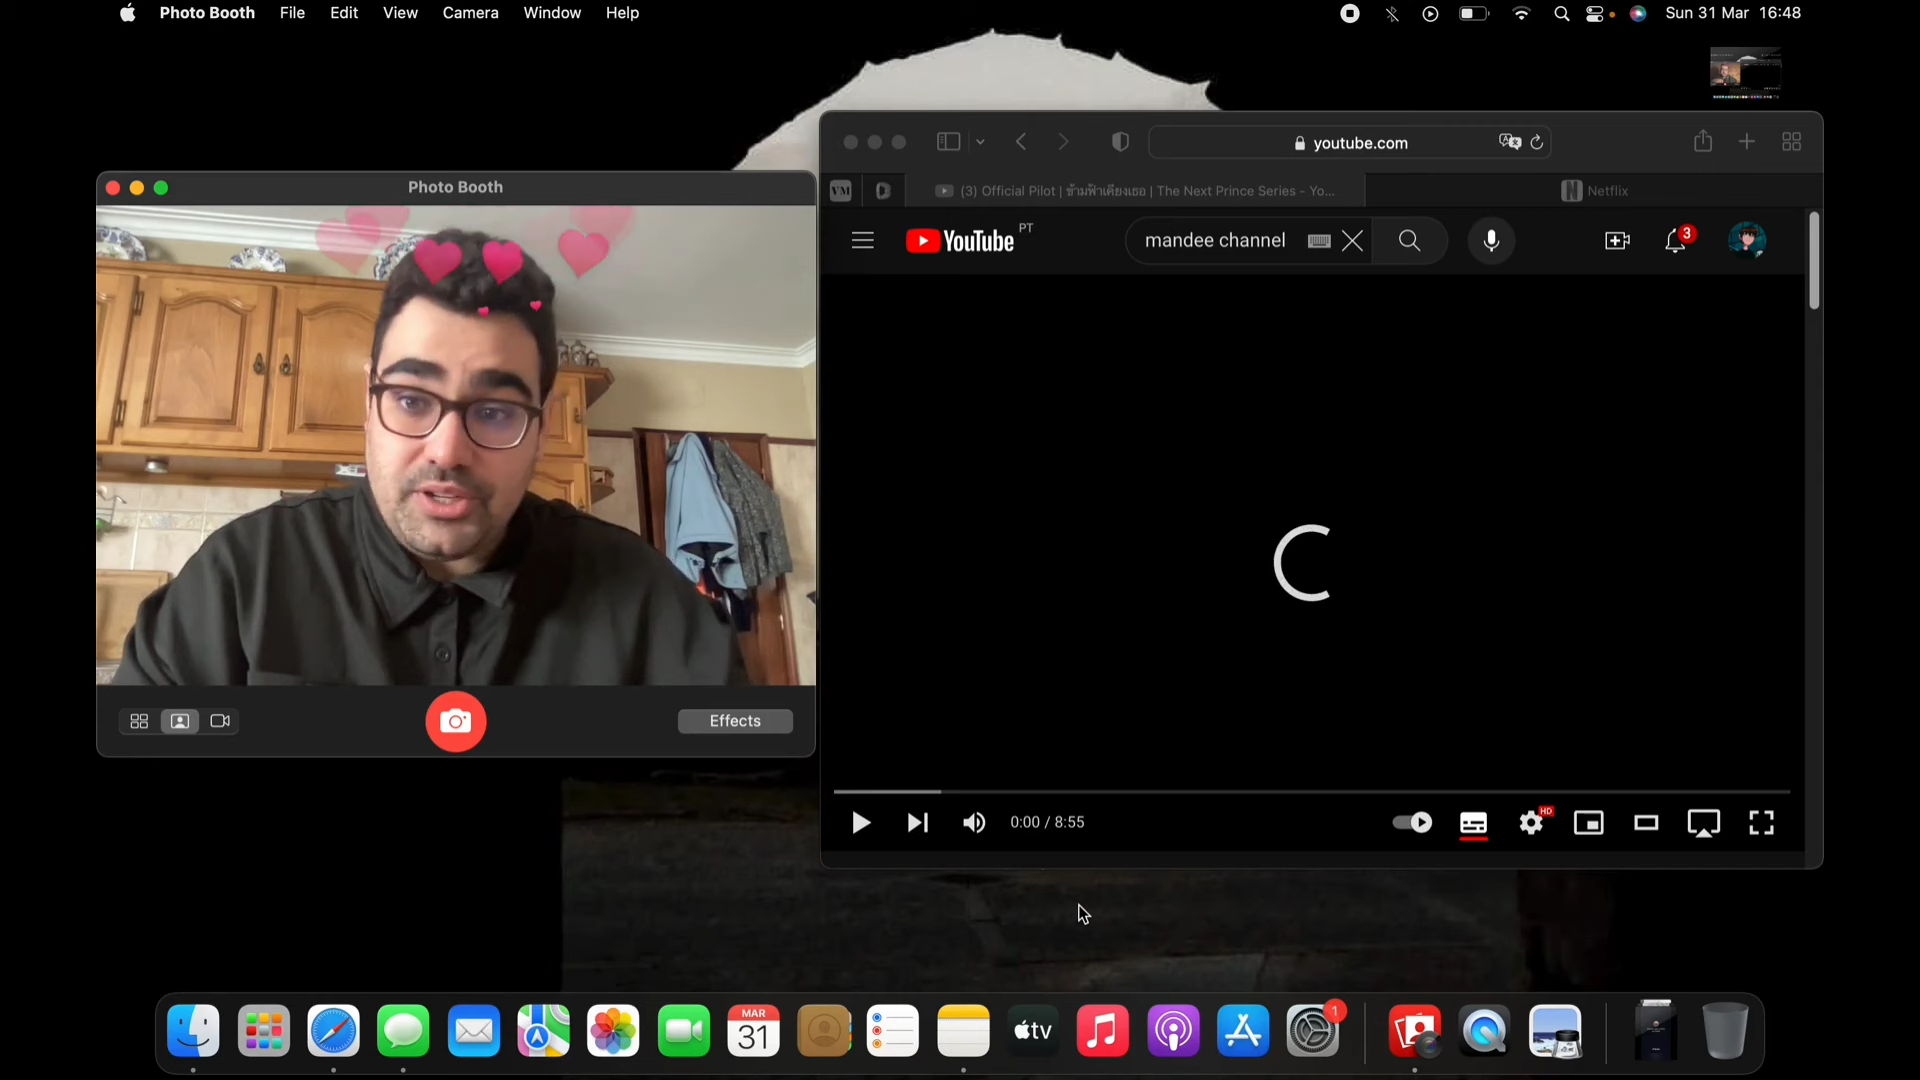 Photo Booth File Edit View Camera Window Help
Sun 31 Mar 16:48
Photo Booth
youtube.com
VM
(3) Official Pilot | ข้ามฟ้าเคียงเธอ | The Next Prince Series - Yo...
N Netflix
YouTube PT
mandee channel
3
Effects
0:00 / 8:55
HD
MAR
31
tv
1